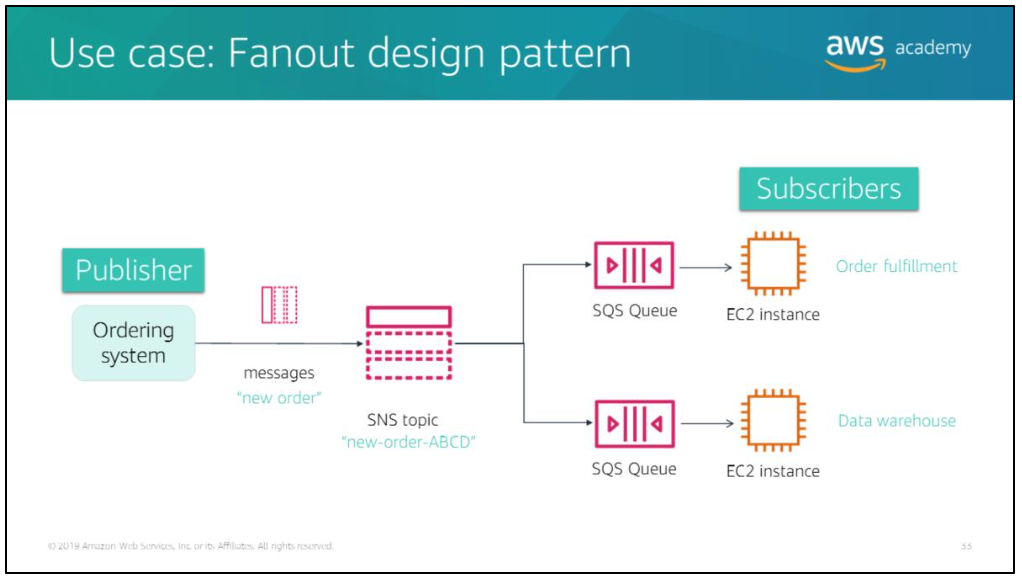 Use case: Fanout design pattern
aws academy
Subscribers
Publisher
Ordering
system
messages
“new order”
SNS topic
“new-order-ABCD”
SQS Queue
EC2 instance
Order fulfillment
SQS Queue
EC2 instance
Data warehouse
© 2019 Amazon Web Services, Inc. or its Affiliates. All rights reserved.
33